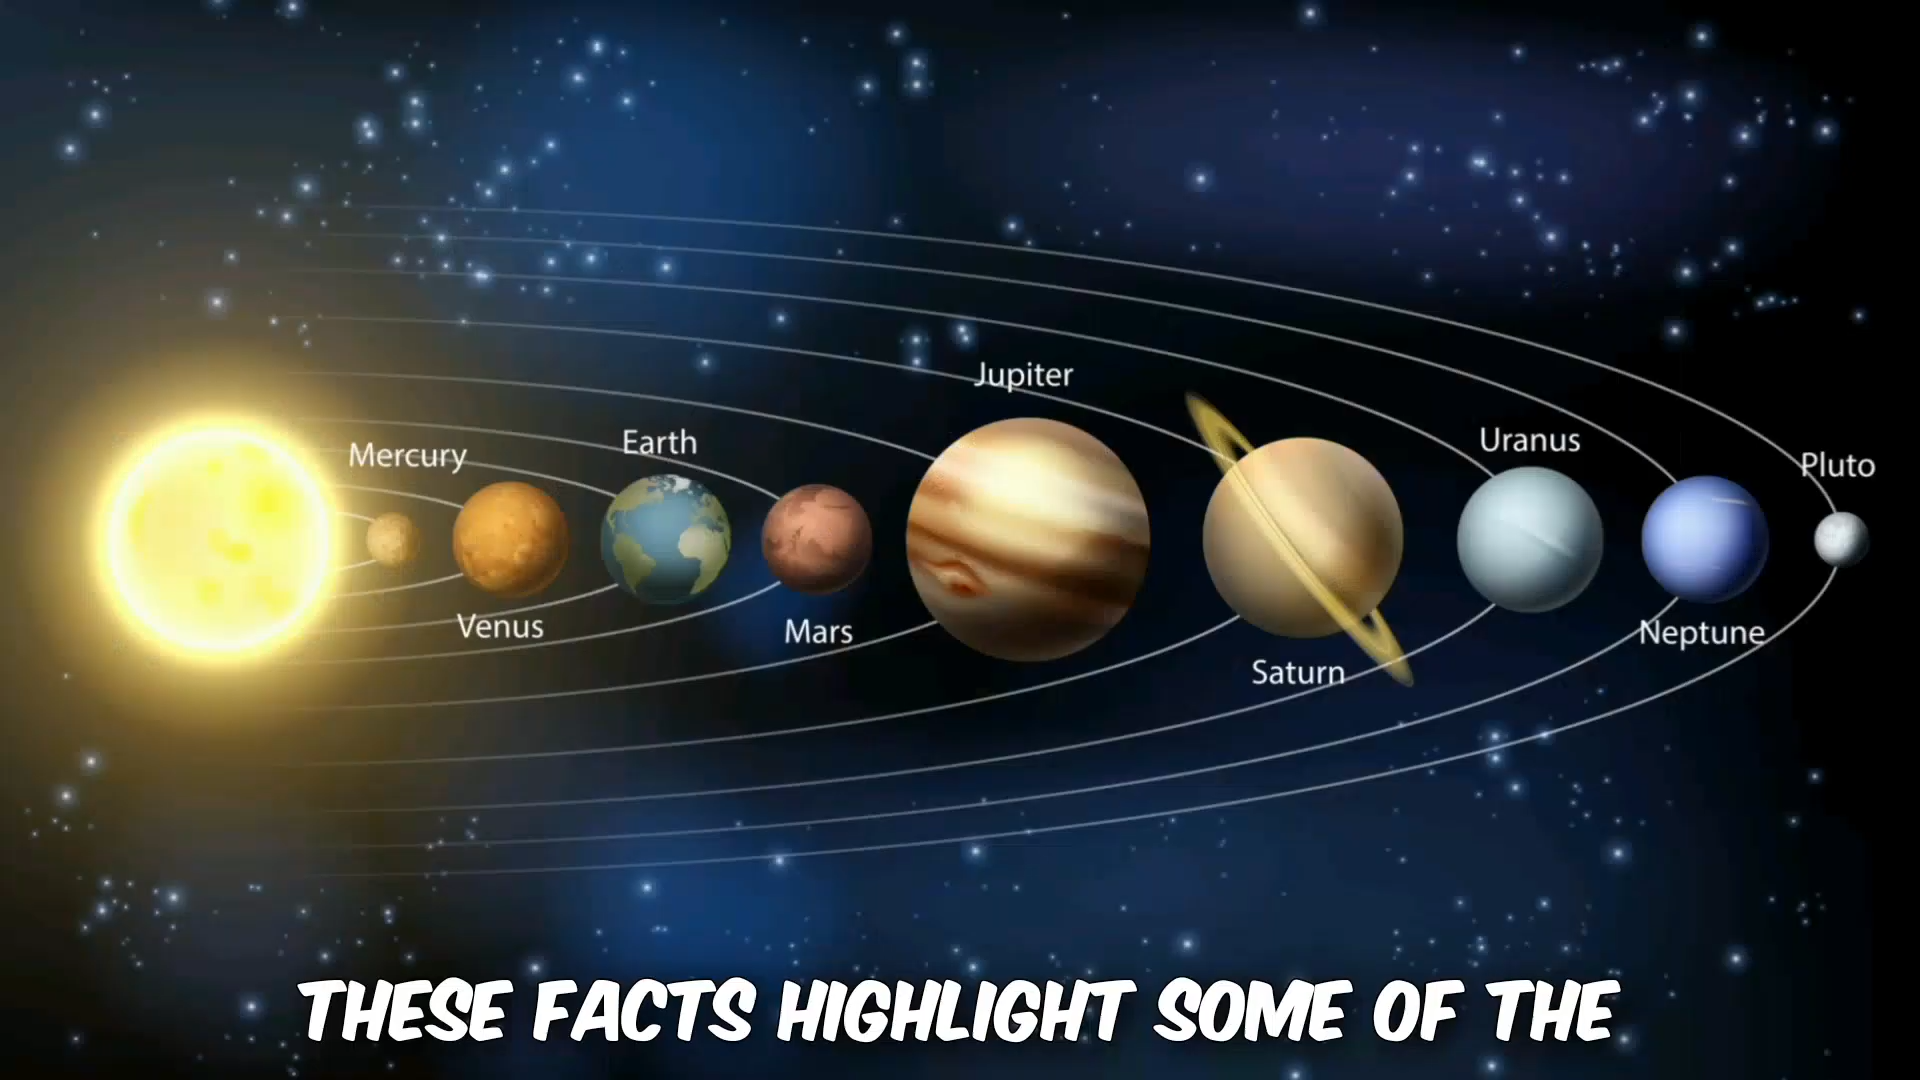 Jupiter
Earth
Uranus
Mercury
Pluto
Venus
Mars
Neptune
Saturn
THESE FACTS HIGHLIGHT SOME OF THE